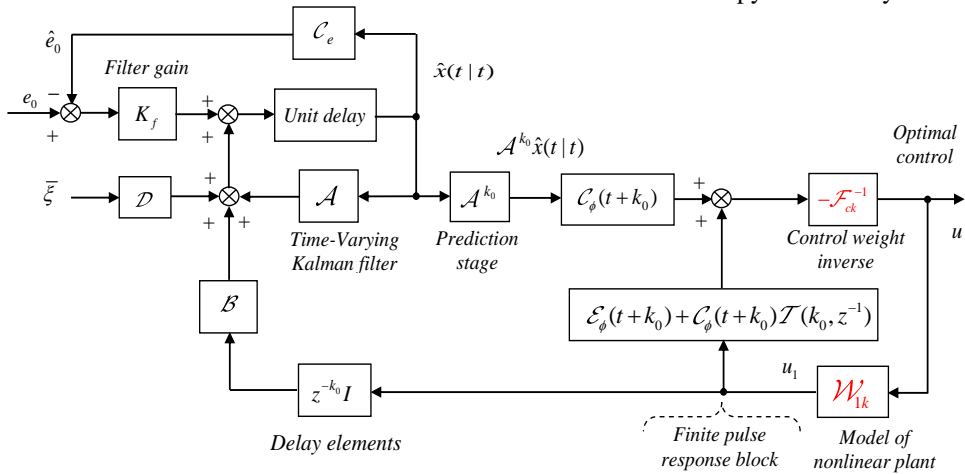 py
𝒞_e
ê_0
Filter gain
x̂(t | t)
e_0
−
+
K_f
+
+
Unit delay
𝒜^{k_0} x̂(t | t)
Optimal
control
ξ̄
𝒟
+
+
+
+
𝒜
𝒜^{k_0}
𝒞_ϕ(t + k_0)
+
+
−ℱ_{ck}^{−1}
u
Time-Varying
Kalman filter
Prediction
stage
Control weight
inverse
ℬ
ℰ_ϕ(t + k_0) + 𝒞_ϕ(t + k_0)𝒯(k_0, z^{−1})
z^{−k_0} I
u_1
𝒲_{1k}
Delay elements
Finite pulse
response block
Model of
nonlinear plant